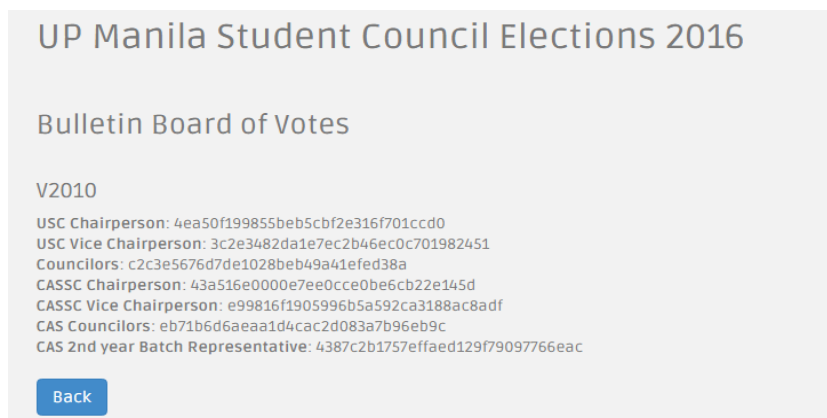 UP Manila Student Council Elections 2016
Bulletin Board of Votes
V2010
USC Chairperson: 4ea50f199855beb5cbf2e316f701ccd0
USC Vice Chairperson: 3c2e3482da1e7ec2b46ec0c701982451
Councilors: c2c3e5676d7de1028beb49a41efed38a
CASSC Chairperson: 43a516e0000e7ee0cce0be6cb22e145d
CASSC Vice Chairperson: e99816f1905996b5a592ca3188ac8adf
CAS Councilors: eb71b6d6aeaa1d4cac2d083a7b96eb9c
CAS 2nd year Batch Representative: 4387c2b1757effaed129f79097766eac
Back